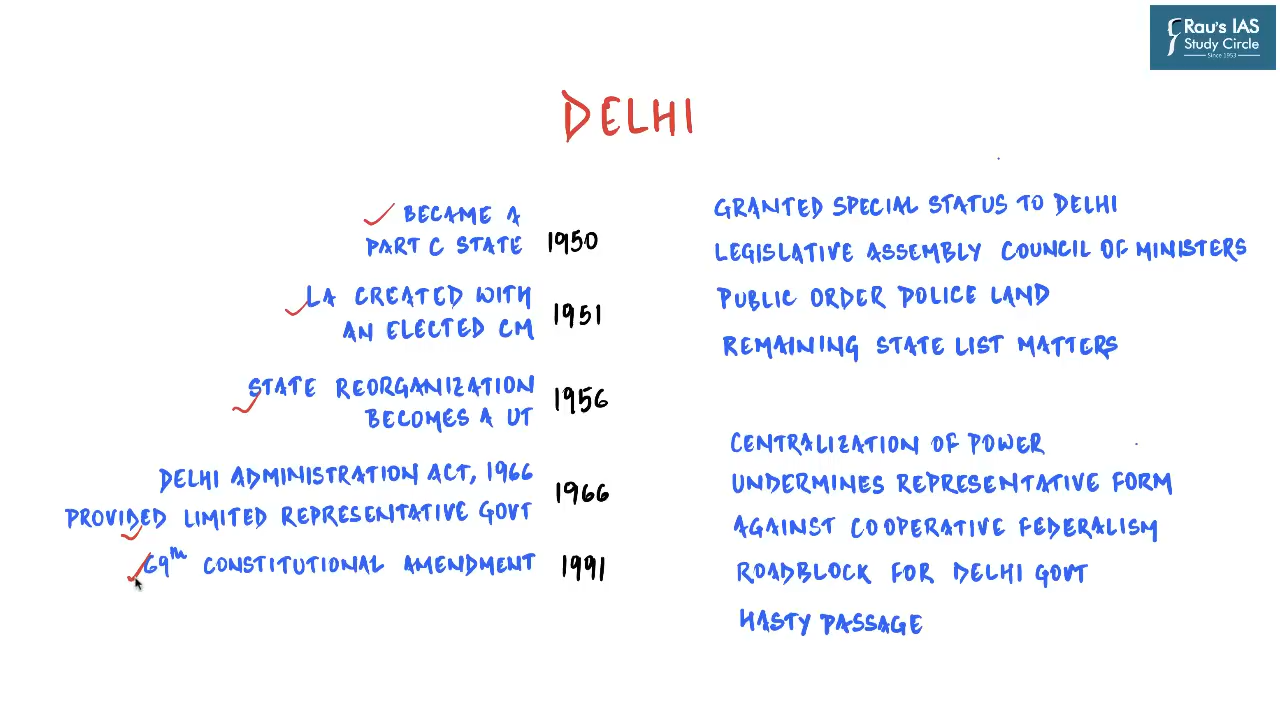 Rau's IAS
Study Circle
Since 1953
DELHI
BECAME A
PART C STATE 1950
LA CREATED WITH
AN ELECTED CM 1951
STATE REORGANIZATION
BECOMES A UT 1956
DELHI ADMINISTRATION ACT, 1966
PROVIDED LIMITED REPRESENTATIVE GOVT 1966
69th CONSTITUTIONAL AMENDMENT 1991
GRANTED SPECIAL STATUS TO DELHI
LEGISLATIVE ASSEMBLY COUNCIL OF MINISTERS
PUBLIC ORDER POLICE LAND
REMAINING STATE LIST MATTERS
CENTRALIZATION OF POWER
UNDERMINES REPRESENTATIVE FORM
AGAINST COOPERATIVE FEDERALISM
ROADBLOCK FOR DELHI GOVT
HASTY PASSAGE